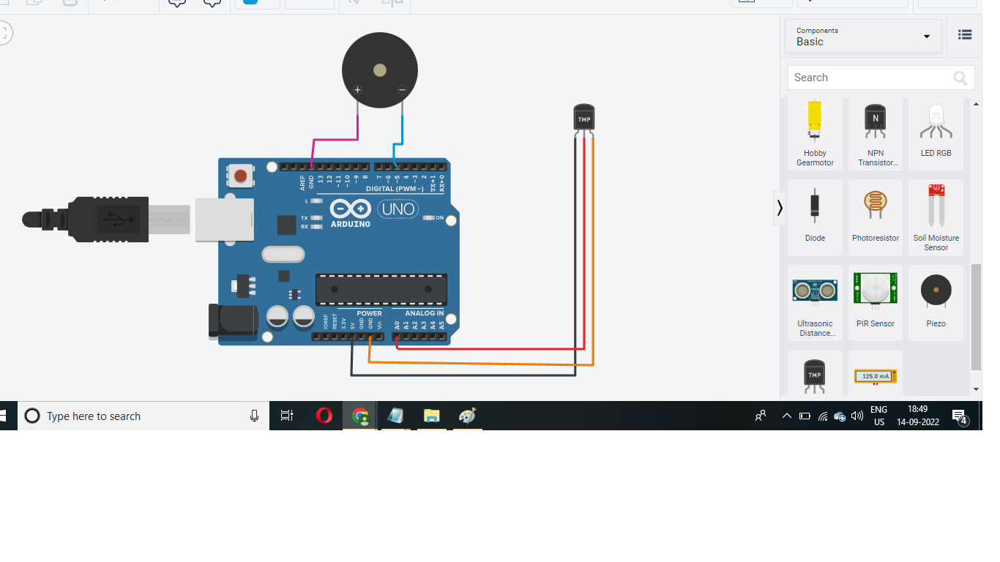 Components
Basic
Search
TMP
+
−
N
Hobby
Gearmotor
NPN
Transistor...
LED RGB
AREF
GND
13
12
~11
~10
~9
8
7
~6
~5
4
~3
2
TX▸1
RX◂0
DIGITAL (PWM~)
L
TX
RX
ARDUINO
UNO
ON
Diode
Photoresistor
Soil Moisture
Sensor
POWER
ANALOG IN
IOREF
RESET
3.3V
5V
GND
GND
Vin
A0
A1
A2
A3
A4
A5
Ultrasonic
Distance...
PIR Sensor
Piezo
TMP
125.0 mA
Type here to search
ENG
US
18:49
14-09-2022
4